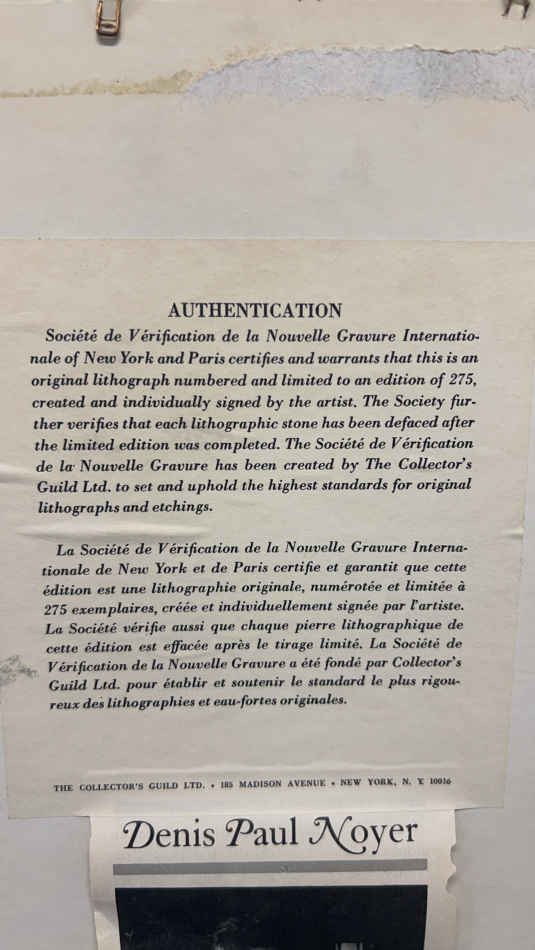 AUTHENTICATION
Société de Vérification de la Nouvelle Gravure Internatio-
nale of New York and Paris certifies and warrants that this is an
original lithograph numbered and limited to an edition of 275,
created and individually signed by the artist. The Society fur-
ther verifies that each lithographic stone has been defaced after
the limited edition was completed. The Société de Vérification
de la Nouvelle Gravure has been created by The Collector's
Guild Ltd. to set and uphold the highest standards for original
lithographs and etchings.
La Société de Vérification de la Nouvelle Gravure Interna-
tionale de New York et de Paris certifie et garantit que cette
édition est une lithographie originale, numérotée et limitée à
275 exemplaires, créée et individuellement signée par l'artiste.
La Société vérifie aussi que chaque pierre lithographique de
cette édition est effacée après le tirage limité. La Société de
Vérification de la Nouvelle Gravure a été fondé par Collector's
Guild Ltd. pour établir et soutenir le standard le plus rigou-
reux des lithographies et eau-fortes originales.
THE COLLECTOR'S GUILD LTD. • 185 MADISON AVENUE • NEW YORK, N. Y. 10016
Denis Paul Noyer